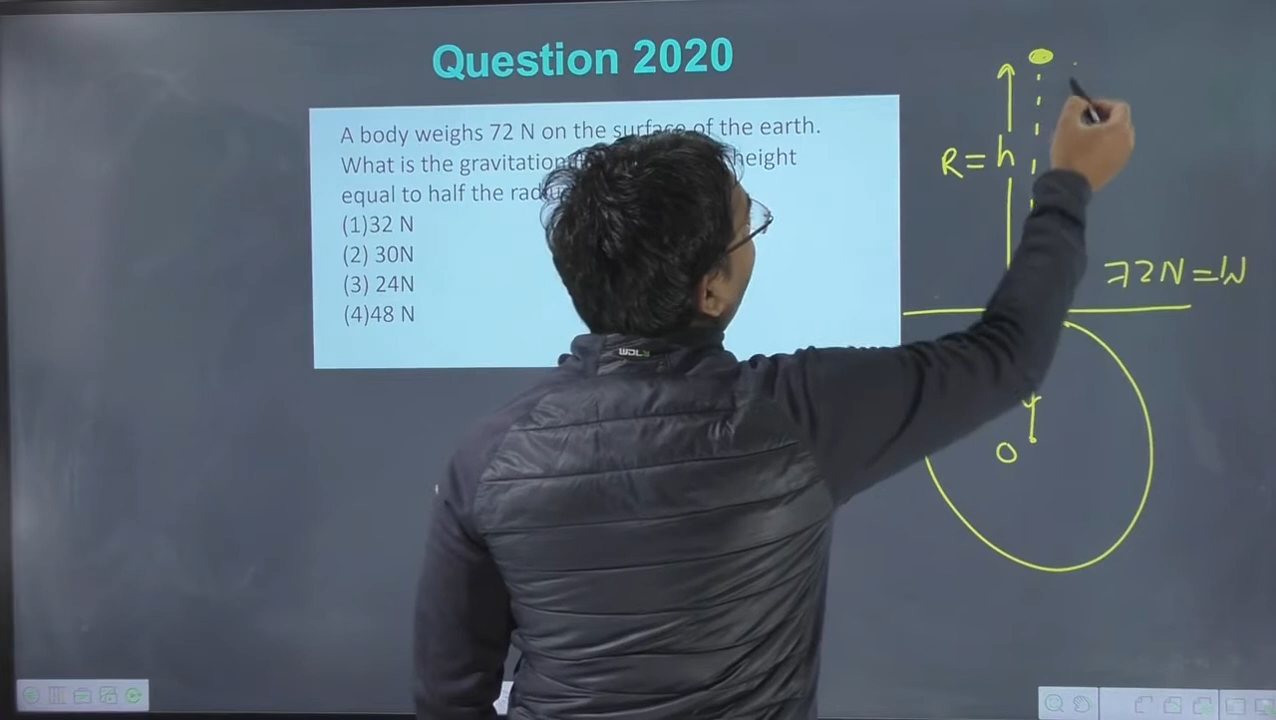 Question 2020
A body weighs 72 N on the surface of the earth.
What is the gravitation height
equal to half the rad
(1)32 N
(2) 30N
(3) 24N
(4)48 N
R = h
72N = W
O